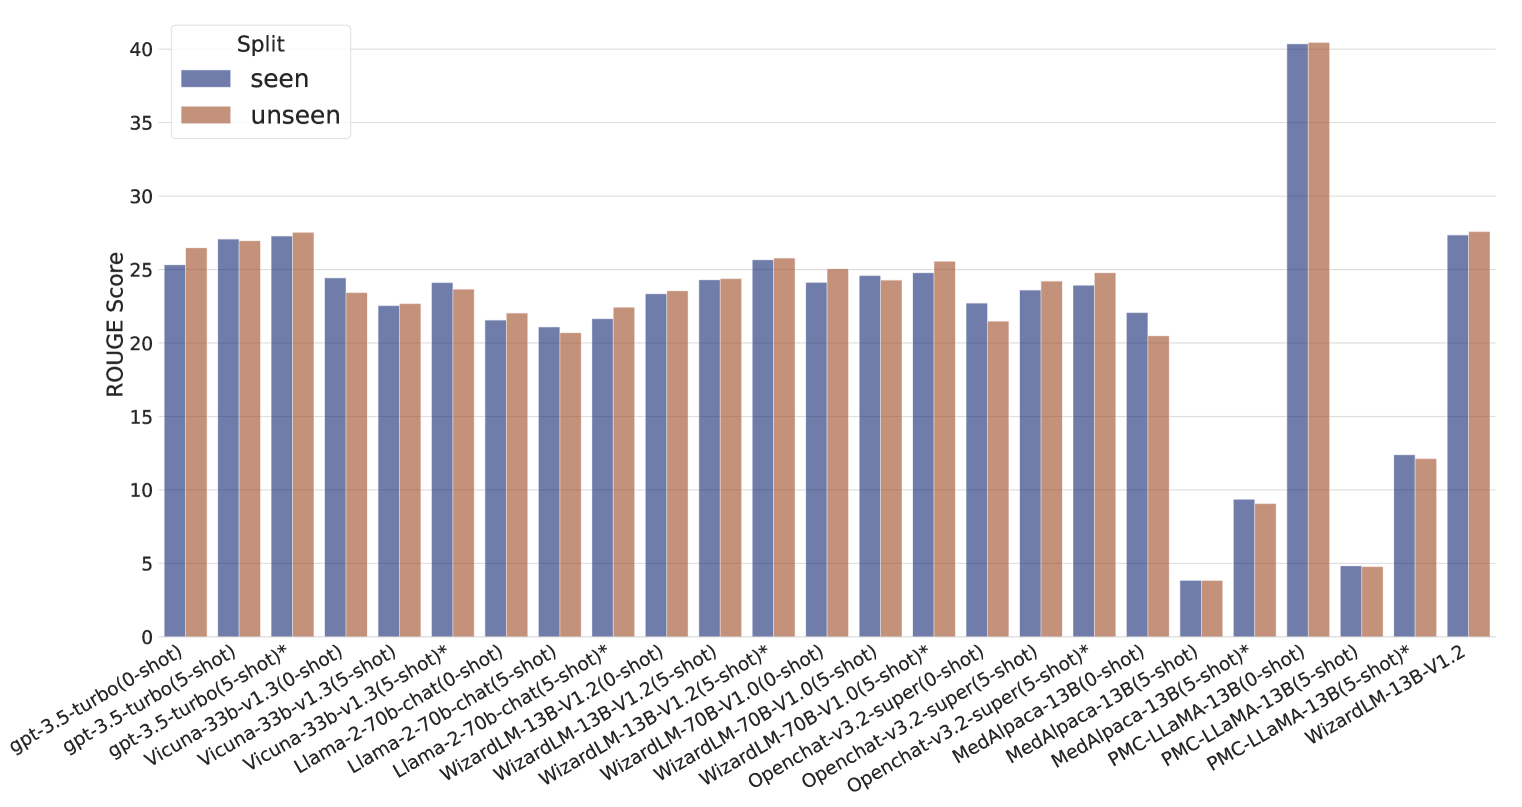 Split
seen
unseen
ROUGE Score
40
35
30
25
20
15
10
5
0
gpt-3.5-turbo(0-shot)
gpt-3.5-turbo(5-shot)
gpt-3.5-turbo(5-shot)*
Vicuna-33b-v1.3(0-shot)
Vicuna-33b-v1.3(5-shot)
Vicuna-33b-v1.3(5-shot)*
Llama-2-70b-chat(0-shot)
Llama-2-70b-chat(5-shot)
Llama-2-70b-chat(5-shot)*
WizardLM-13B-V1.2(0-shot)
WizardLM-13B-V1.2(5-shot)
WizardLM-13B-V1.2(5-shot)*
WizardLM-70B-V1.0(0-shot)
WizardLM-70B-V1.0(5-shot)
WizardLM-70B-V1.0(5-shot)*
Openchat-v3.2-super(0-shot)
Openchat-v3.2-super(5-shot)
Openchat-v3.2-super(5-shot)*
MedAlpaca-13B(0-shot)
MedAlpaca-13B(5-shot)
MedAlpaca-13B(5-shot)*
PMC-LLaMA-13B(0-shot)
PMC-LLaMA-13B(5-shot)
PMC-LLaMA-13B(5-shot)*
WizardLM-13B-V1.2